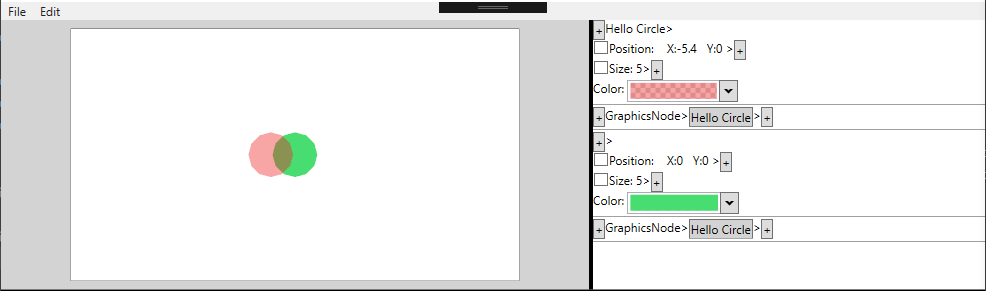 File Edit
+ Hello Circle>
Position: X:-5.4 Y:0 > +
Size: 5> +
Color:
+ GraphicsNode> Hello Circle > +
+ >
Position: X:0 Y:0 > +
Size: 5> +
Color:
+ GraphicsNode> Hello Circle > +